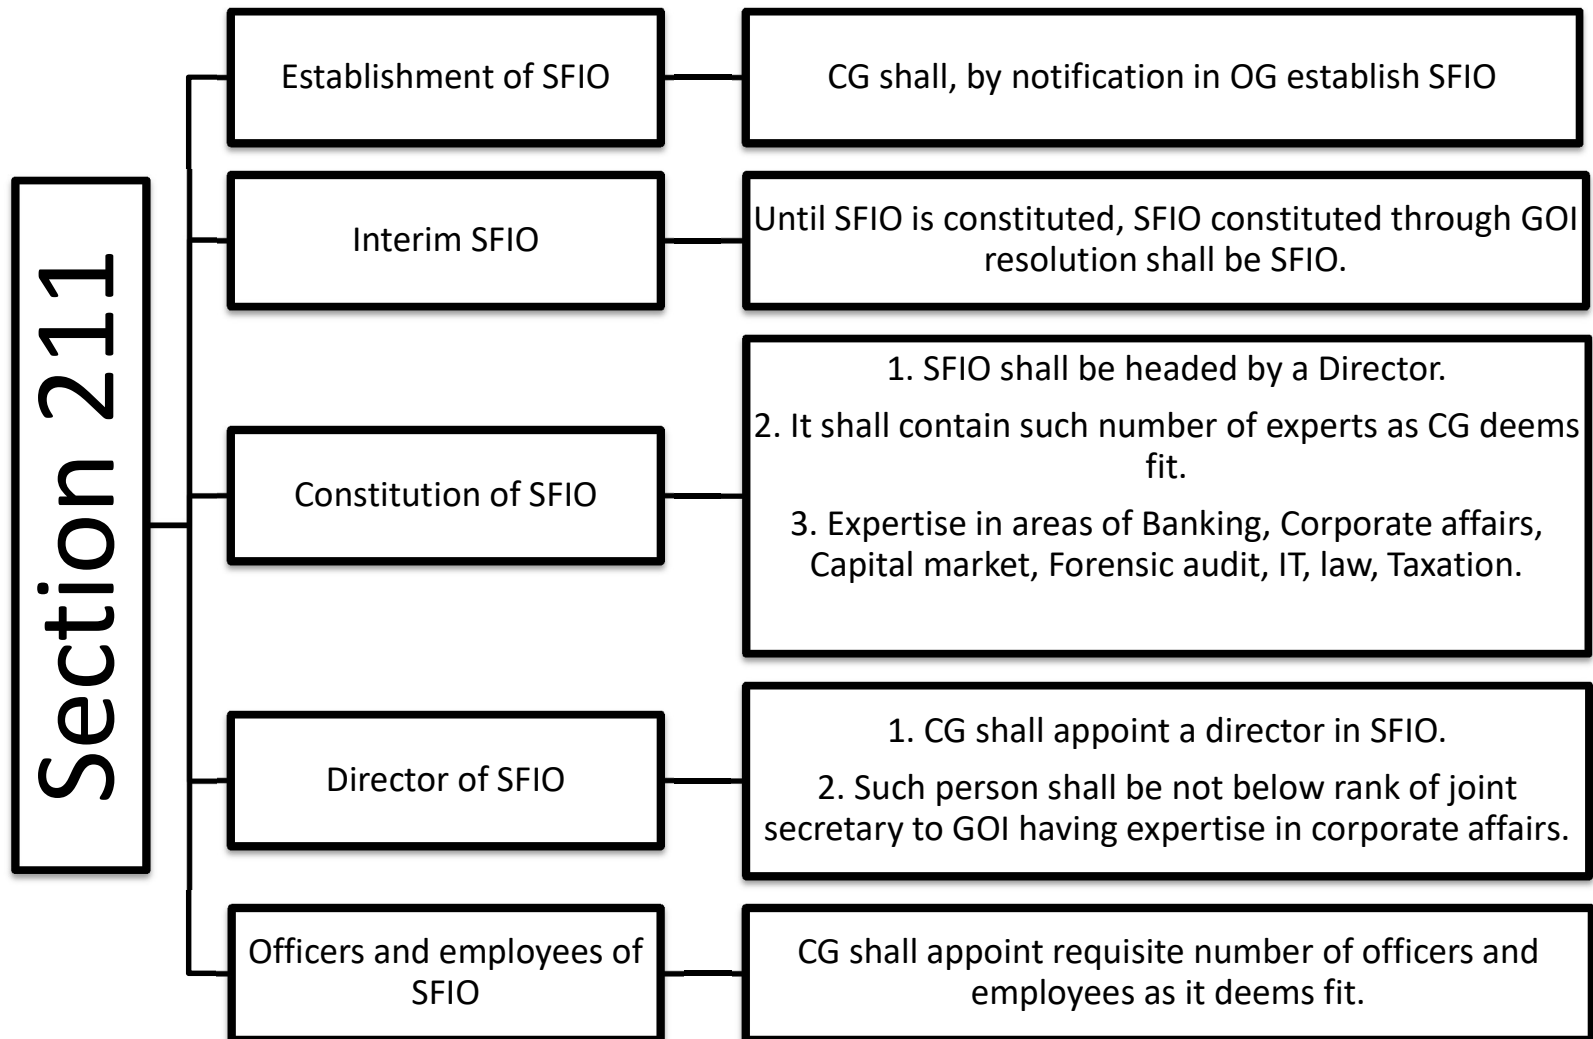 Section 211
Establishment of SFIO
CG shall, by notification in OG establish SFIO
Interim SFIO
Until SFIO is constituted, SFIO constituted through GOI
resolution shall be SFIO.
Constitution of SFIO
1. SFIO shall be headed by a Director.
2. It shall contain such number of experts as CG deems
fit.
3. Expertise in areas of Banking, Corporate affairs,
Capital market, Forensic audit, IT, law, Taxation.
Director of SFIO
1. CG shall appoint a director in SFIO.
2. Such person shall be not below rank of joint
secretary to GOI having expertise in corporate affairs.
Officers and employees of
SFIO
CG shall appoint requisite number of officers and
employees as it deems fit.